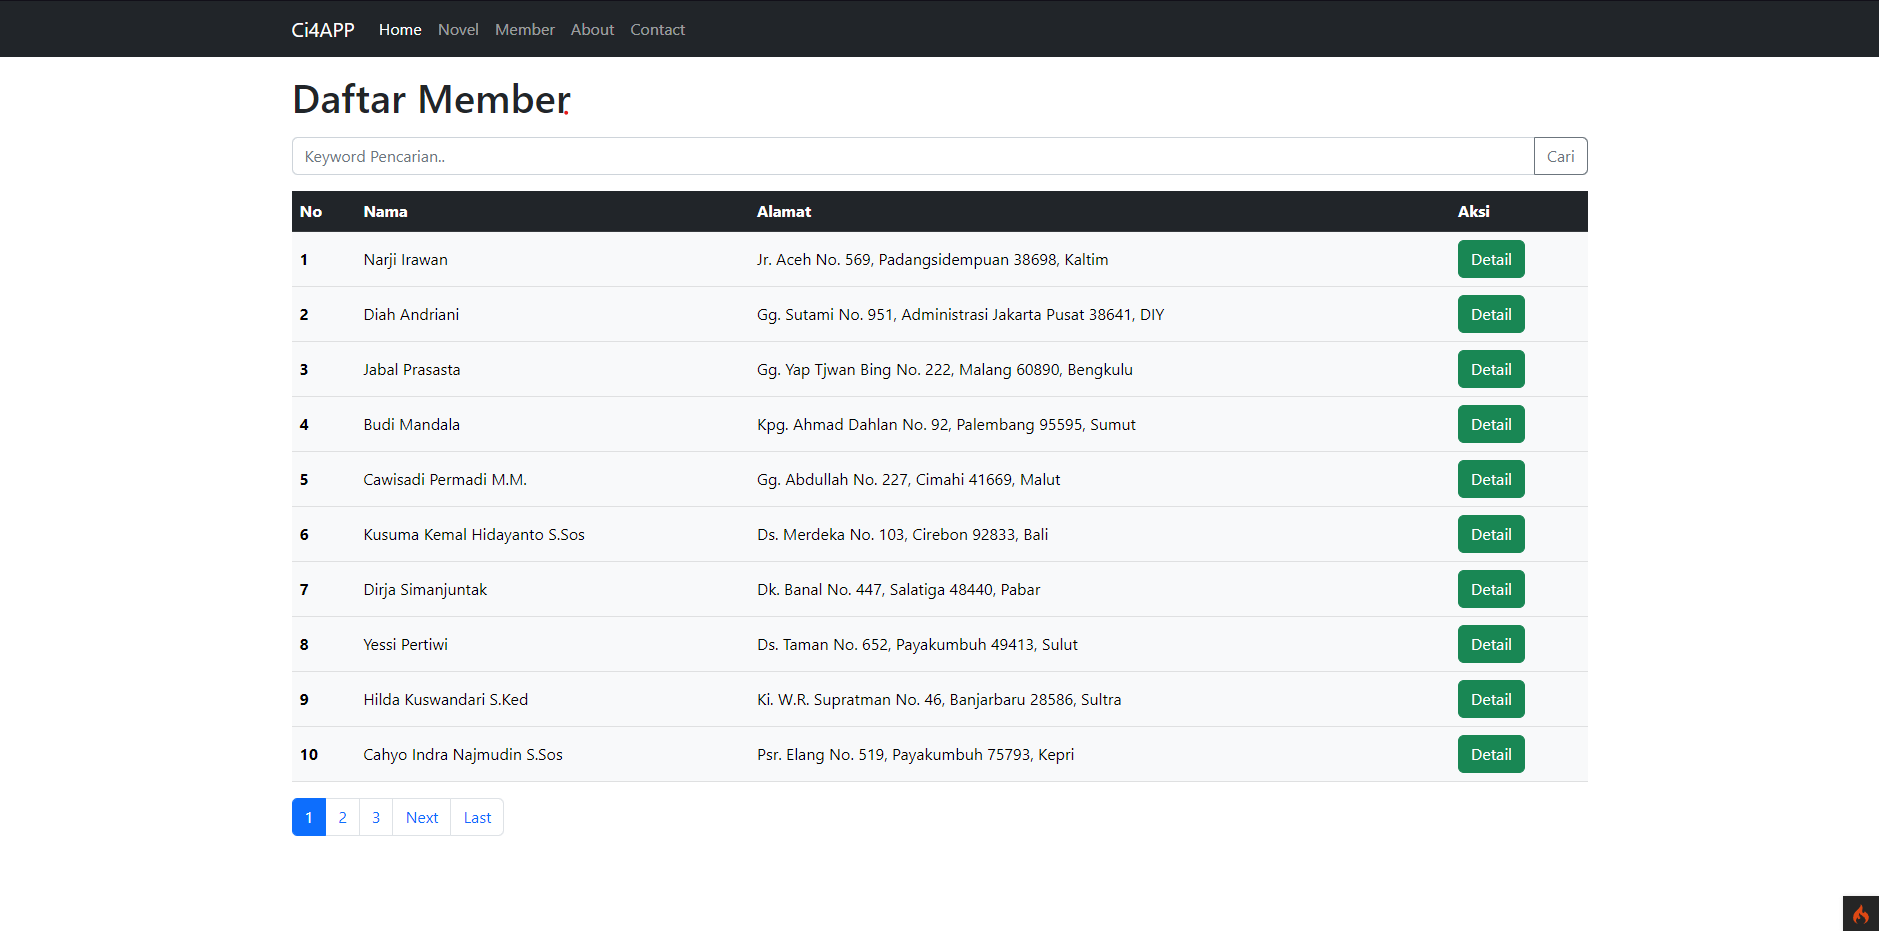 Ci4APP Home Novel Member About Contact
Daftar Member
Keyword Pencarian.. Cari
No Nama Alamat Aksi
1 Narji Irawan Jr. Aceh No. 569, Padangsidempuan 38698, Kaltim Detail
2 Diah Andriani Gg. Sutami No. 951, Administrasi Jakarta Pusat 38641, DIY Detail
3 Jabal Prasasta Gg. Yap Tjwan Bing No. 222, Malang 60890, Bengkulu Detail
4 Budi Mandala Kpg. Ahmad Dahlan No. 92, Palembang 95595, Sumut Detail
5 Cawisadi Permadi M.M. Gg. Abdullah No. 227, Cimahi 41669, Malut Detail
6 Kusuma Kemal Hidayanto S.Sos Ds. Merdeka No. 103, Cirebon 92833, Bali Detail
7 Dirja Simanjuntak Dk. Banal No. 447, Salatiga 48440, Pabar Detail
8 Yessi Pertiwi Ds. Taman No. 652, Payakumbuh 49413, Sulut Detail
9 Hilda Kuswandari S.Ked Ki. W.R. Supratman No. 46, Banjarbaru 28586, Sultra Detail
10 Cahyo Indra Najmudin S.Sos Psr. Elang No. 519, Payakumbuh 75793, Kepri Detail
1 2 3 Next Last